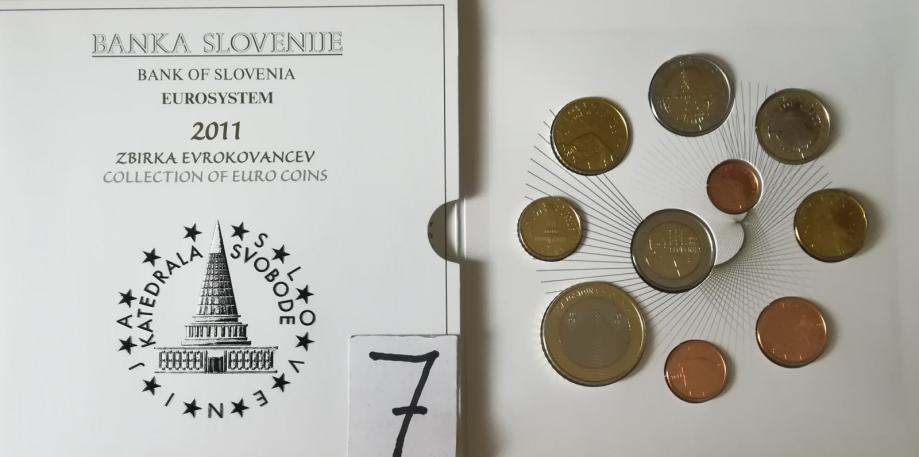 BANKA SLOVENIJE
BANK OF SLOVENIA
EUROSYSTEM
2011
ZBIRKA EVROKOVANCEV
COLLECTION OF EURO COINS
KATEDRALA SVOBODE
SLOVENIJA
7